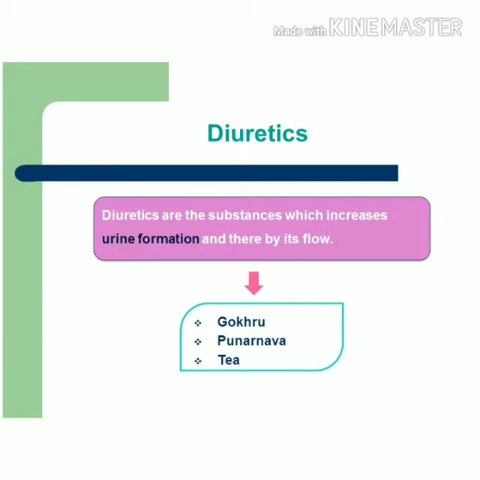 Made with KINEMASTER
Diuretics
Diuretics are the substances which increases
urine formation and there by its flow.
Gokhru
Punarnava
Tea